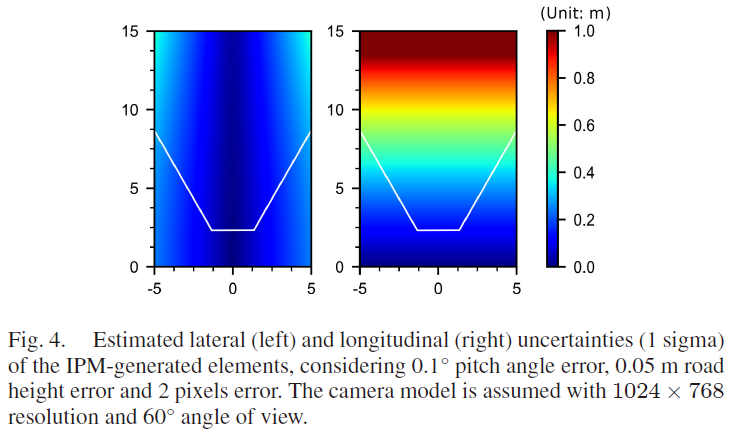 (Unit: m)
15 15 1.0
0.8
10 10
0.6
0.4
5 5
0.2
0 0 0.0
-5 0 5 -5 0 5
Fig. 4. Estimated lateral (left) and longitudinal (right) uncertainties (1 sigma)
of the IPM-generated elements, considering 0.1° pitch angle error, 0.05 m road
height error and 2 pixels error. The camera model is assumed with 1024 × 768
resolution and 60° angle of view.